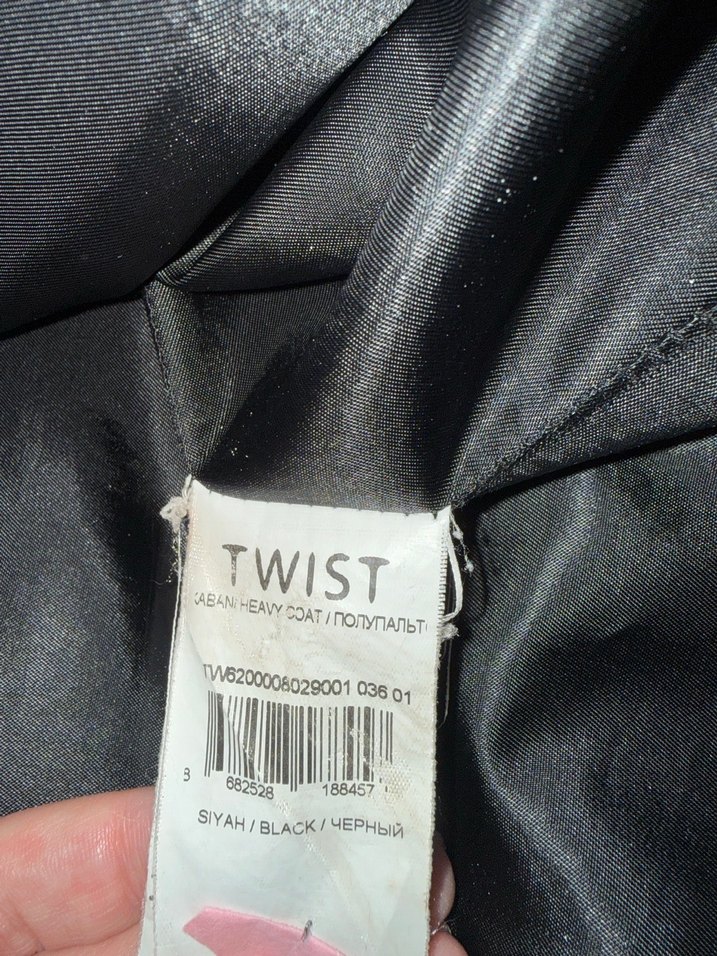 TWIST
KABAN/ HEAVY COAT / ПОЛУПАЛЬТ
TW6200008029001 036 01
8 682528 188457
SIYAH / BLACK / ЧЕРНЫЙ